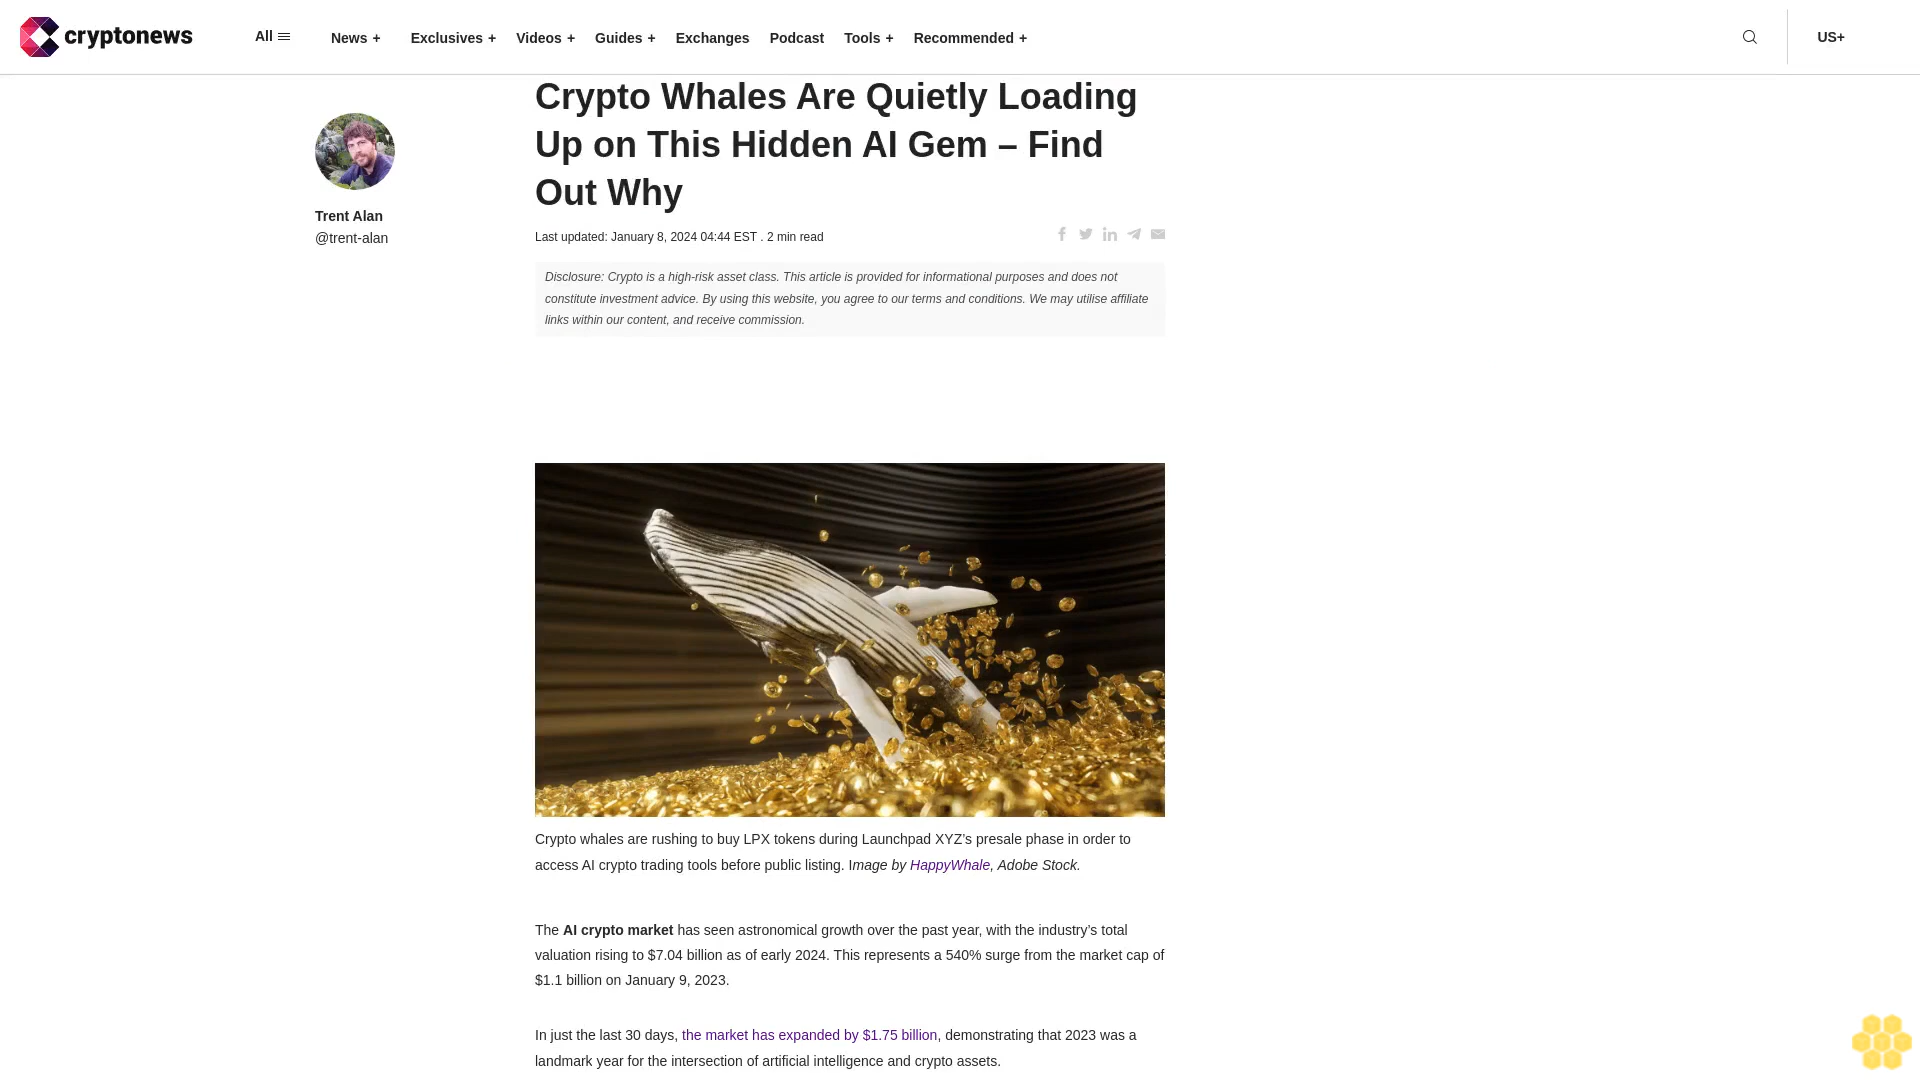 cryptonews
All
News +
Exclusives +
Videos +
Guides +
Exchanges
Podcast
Tools +
Recommended +
US+
Trent Alan
@trent-alan
Crypto Whales Are Quietly Loading
Up on This Hidden AI Gem – Find
Out Why
Last updated: January 8, 2024 04:44 EST . 2 min read
Disclosure: Crypto is a high-risk asset class. This article is provided for informational purposes and does not
constitute investment advice. By using this website, you agree to our terms and conditions. We may utilise affiliate
links within our content, and receive commission.
Crypto whales are rushing to buy LPX tokens during Launchpad XYZ’s presale phase in order to
access AI crypto trading tools before public listing. Image by HappyWhale, Adobe Stock.
The AI crypto market has seen astronomical growth over the past year, with the industry’s total
valuation rising to $7.04 billion as of early 2024. This represents a 540% surge from the market cap of
$1.1 billion on January 9, 2023.
In just the last 30 days, the market has expanded by $1.75 billion, demonstrating that 2023 was a
landmark year for the intersection of artificial intelligence and crypto assets.